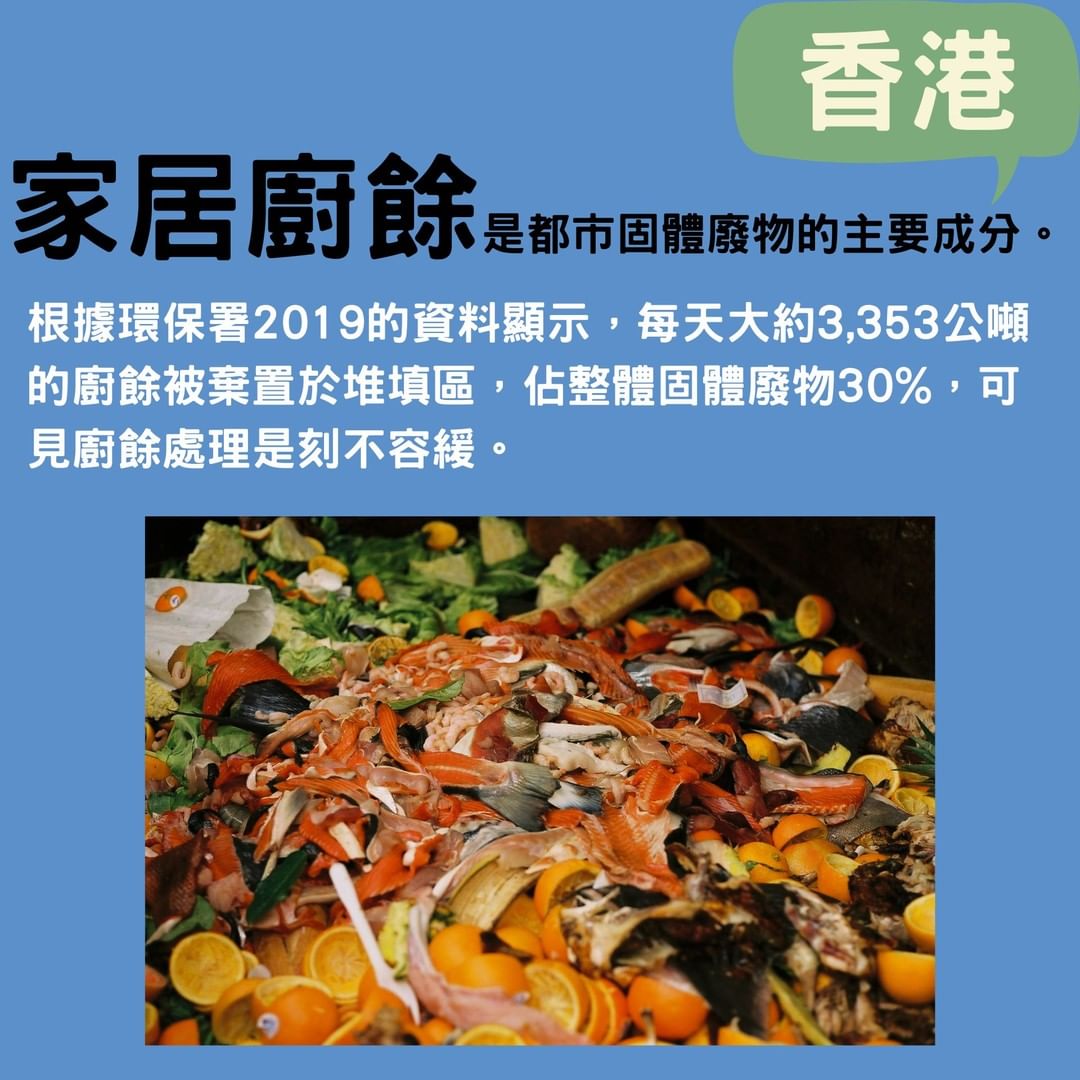 香港
家居廚餘是都市固體廢物的主要成分。
根據環保署2019的資料顯示，每天大約3,353公噸
的廚餘被棄置於堆填區，佔整體固體廢物30%，可
見廚餘處理是刻不容緩。